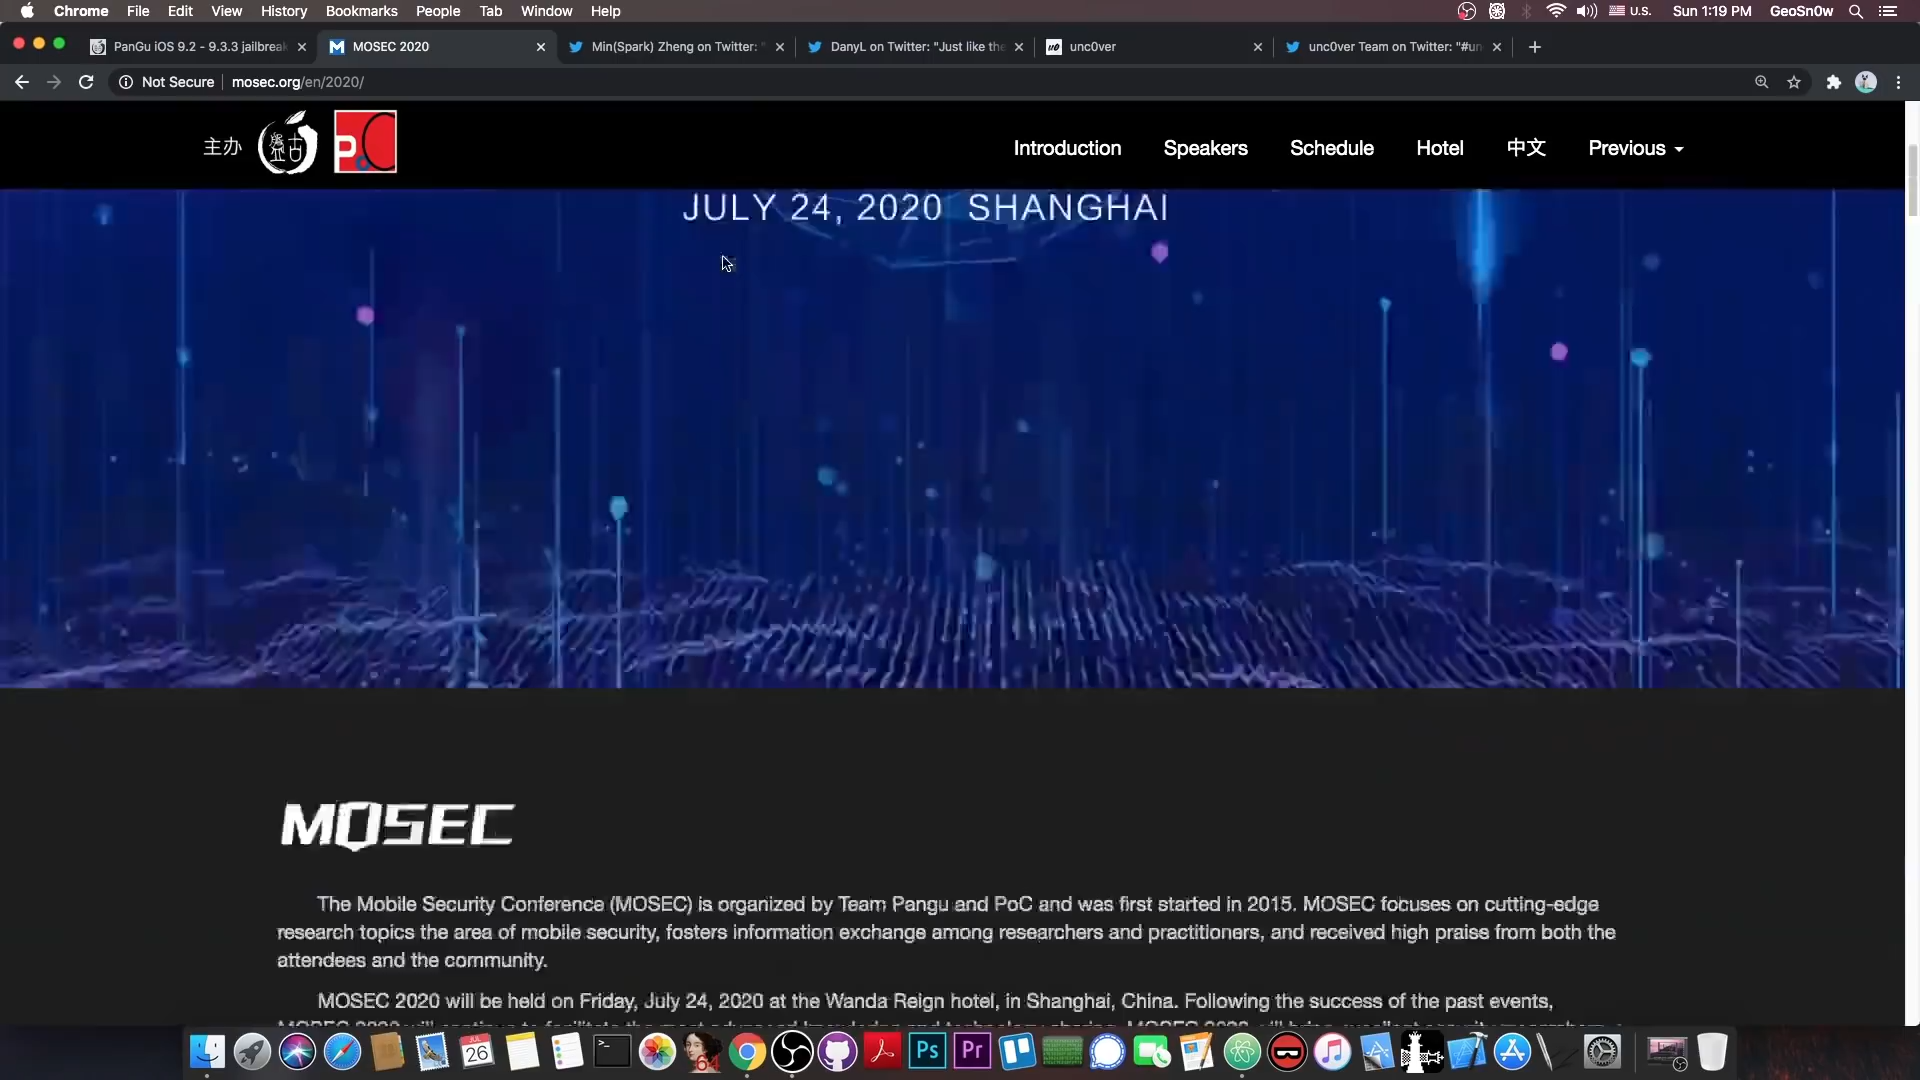 Chrome File Edit View History Bookmarks People Tab Window Help U.S. Sun 1:19 PM GeoSn0w
PanGu iOS 9.2 - 9.3.3 jailbreak MOSEC 2020 Min(Spark) Zheng on Twitter: " DanyL on Twitter: "Just like the unc0ver unc0ver Team on Twitter: "#un
Not Secure mosec.org/en/2020/
主办 盘古 PoC Introduction Speakers Schedule Hotel 中文 Previous
JULY 24, 2020 SHANGHAI
MOSEC
The Mobile Security Conference (MOSEC) is organized by Team Pangu and PoC and was first started in 2015. MOSEC focuses on cutting-edge
research topics the area of mobile security, fosters information exchange among researchers and practitioners, and received high praise from both the
attendees and the community.
MOSEC 2020 will be held on Friday, July 24, 2020 at the Wanda Reign hotel, in Shanghai, China. Following the success of the past events,
JUL
26
64
Ps
Pr